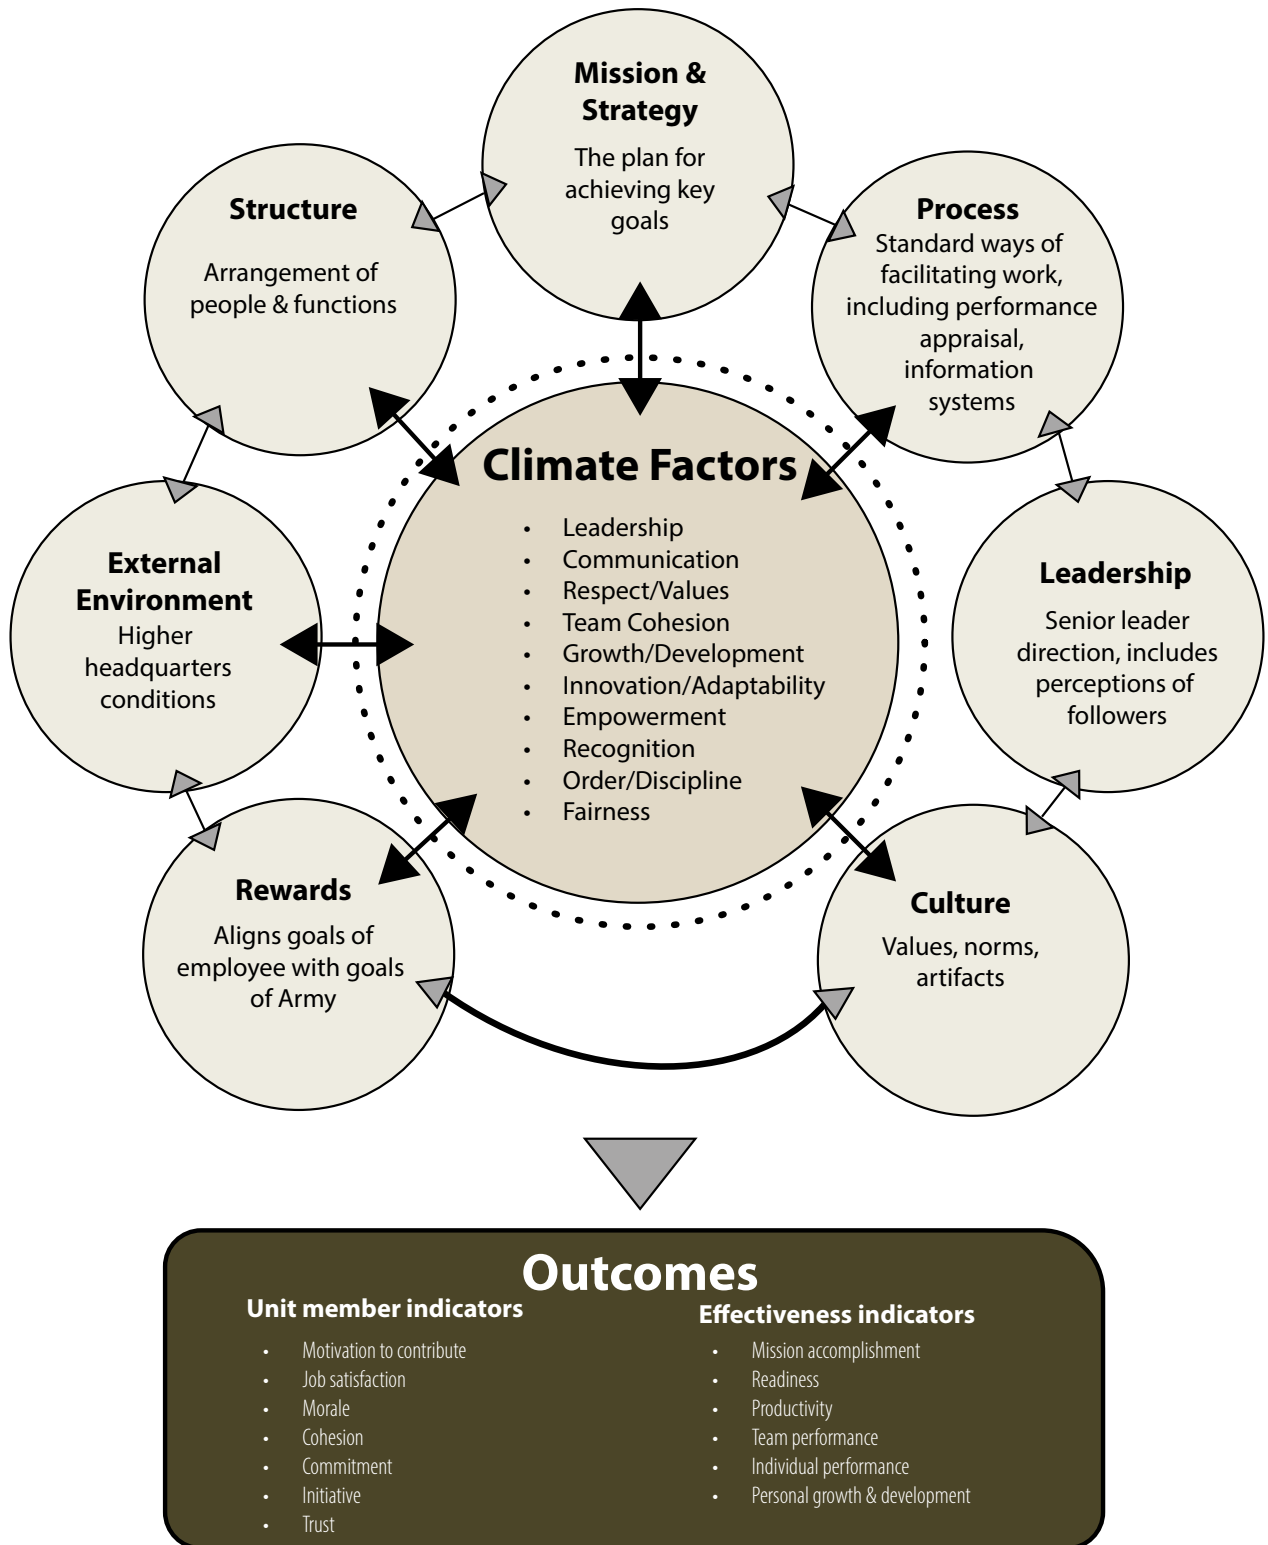 Mission &
Strategy
The plan for
achieving key
goals
Structure
Arrangement of
people & functions
Process
Standard ways of
facilitating work,
including performance
appraisal,
information
systems
Climate Factors
• Leadership
• Communication
• Respect/Values
• Team Cohesion
• Growth/Development
• Innovation/Adaptability
• Empowerment
• Recognition
• Order/Discipline
• Fairness
External
Environment
Higher
headquarters
conditions
Leadership
Senior leader
direction, includes
perceptions of
followers
Rewards
Aligns goals of
employee with goals
of Army
Culture
Values, norms,
artifacts
Outcomes
Unit member indicators
• Motivation to contribute
• Job satisfaction
• Morale
• Cohesion
• Commitment
• Initiative
• Trust
Effectiveness indicators
• Mission accomplishment
• Readiness
• Productivity
• Team performance
• Individual performance
• Personal growth & development